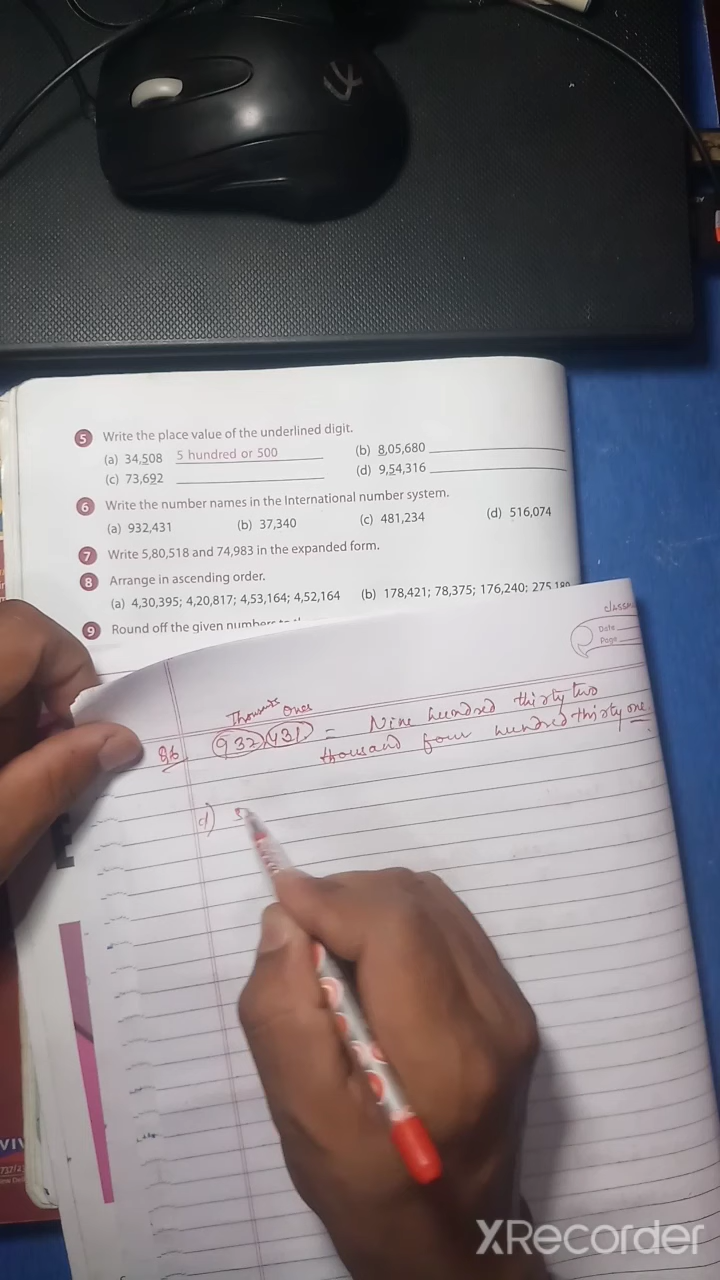 5 Write the place value of the underlined digit.
(a) 34,508 5 hundred or 500 (b) 8,05,680
(c) 73,692 (d) 9,54,316
6 Write the number names in the International number system.
(a) 932,431 (b) 37,340 (c) 481,234 (d) 516,074
7 Write 5,80,518 and 74,983 in the expanded form.
8 Arrange in ascending order.
(a) 4,30,395; 4,20,817; 4,53,164; 4,52,164 (b) 178,421; 78,375; 176,240;
9 Round off the given
Date
Page
Thousands Ones
932,431 = Nine hundred thirty two
thousand four hundred thirty one
d) 5
XRecorder